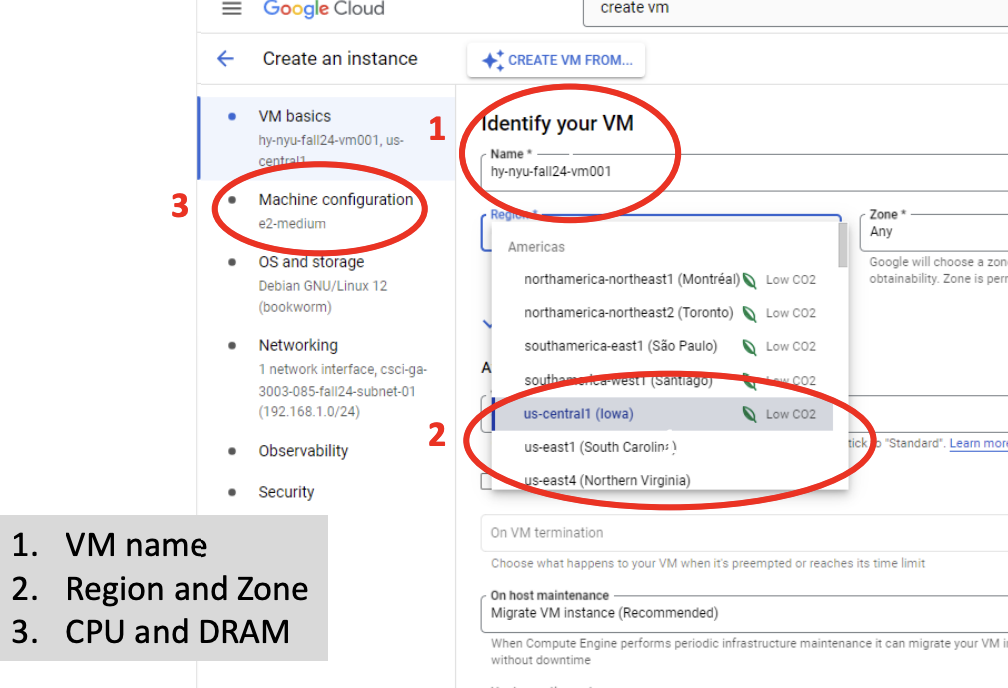 Google Cloud
create vm
Create an instance
CREATE VM FROM...
VM basics
hy-nyu-fall24-vm001, us-
central1
Machine configuration
e2-medium
OS and storage
Debian GNU/Linux 12
(bookworm)
Networking
1 network interface, csci-ga-
3003-085-fall24-subnet-01
(192.168.1.0/24)
Observability
Security
1
Identify your VM
Name *
hy-nyu-fall24-vm001
3
Region *
Zone *
Any
Google will choose a zon
obtainability. Zone is per
Americas
northamerica-northeast1 (Montréal) Low CO2
northamerica-northeast2 (Toronto) Low CO2
southamerica-east1 (São Paulo) Low CO2
southamerica-west1 (Santiago) Low CO2
us-central1 (Iowa) Low CO2
us-east1 (South Carolina)
us-east4 (Northern Virginia)
2
A
"Standard". Learn more
On VM termination
Choose what happens to your VM when it's preempted or reaches its time limit
On host maintenance
Migrate VM instance (Recommended)
When Compute Engine performs periodic infrastructure maintenance it can migrate your VM i
without downtime
1. VM name
2. Region and Zone
3. CPU and DRAM